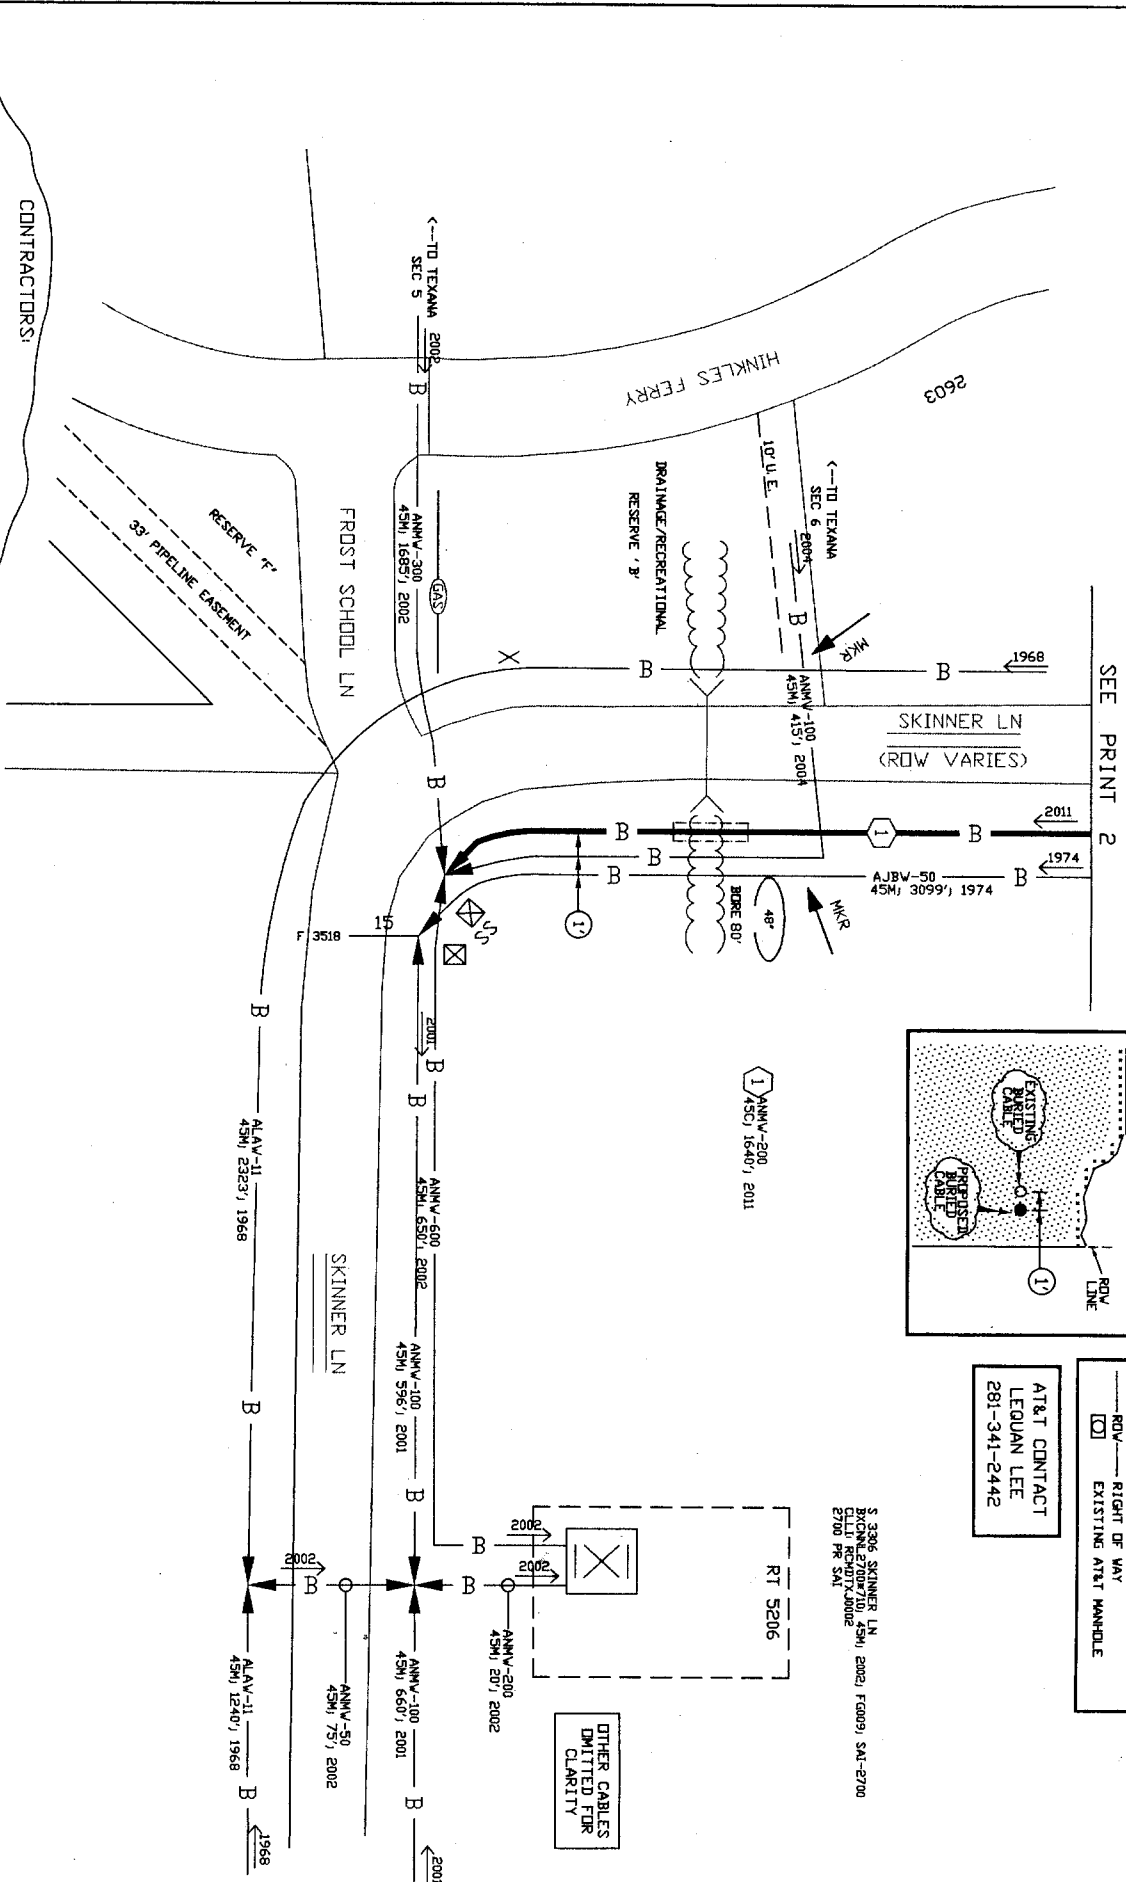 CONTRACTORS:
<--TO TEXANA
SEC 5
2002
B
HINKLES FERRY
2603
<--TO TEXANA
SEC 6
2004
B
10' U.E.
DRAINAGE/RECREATIONAL
RESERVE 'B'
RESERVE "F"
33' PIPELINE EASEMENT
FROST SCHOOL LN
ANMW-300
45M; 1685'; 2002
GAS
X
B
B
1968
MKR
SEE PRINT 2
SKINNER LN
(ROW VARIES)
ANMW-100
45M; 415'; 2004
B
B
1
B
2011
B
B
AJBW-50
45M; 3099'; 1974
B
1974
1'
BORE 80'
48"
MKR
SS
15
F 3518
2001
B
B
B
1
ANMW-200
45C; 1640'; 2011
EXISTING
BURIED
CABLE
PROPOSED
BURIED
CABLE
1'
ROW
LINE
ROW
RIGHT OF WAY
EXISTING AT&T MANHOLE
AT&T CONTACT
LEQUAN LEE
281-341-2442
ALAW-11
45M; 2323'; 1968
ANMW-600
45M; 650'; 2002
SKINNER LN
ANMW-100
45M; 596'; 2001
B
B
B
2002
2002
B
2002
B
S 3306 SKINNER LN
45M; 2002; FG009; SAI-2700
2700 PR SAI
RT 5206
ANMW-200
45M; 20'; 2002
ANMW-100
45M; 660'; 2001
ANMW-50
45M; 75'; 2002
ALAW-11
45M; 1240'; 1968
OTHER CABLES
OMITTED FOR
CLARITY
B
B
1968
2001